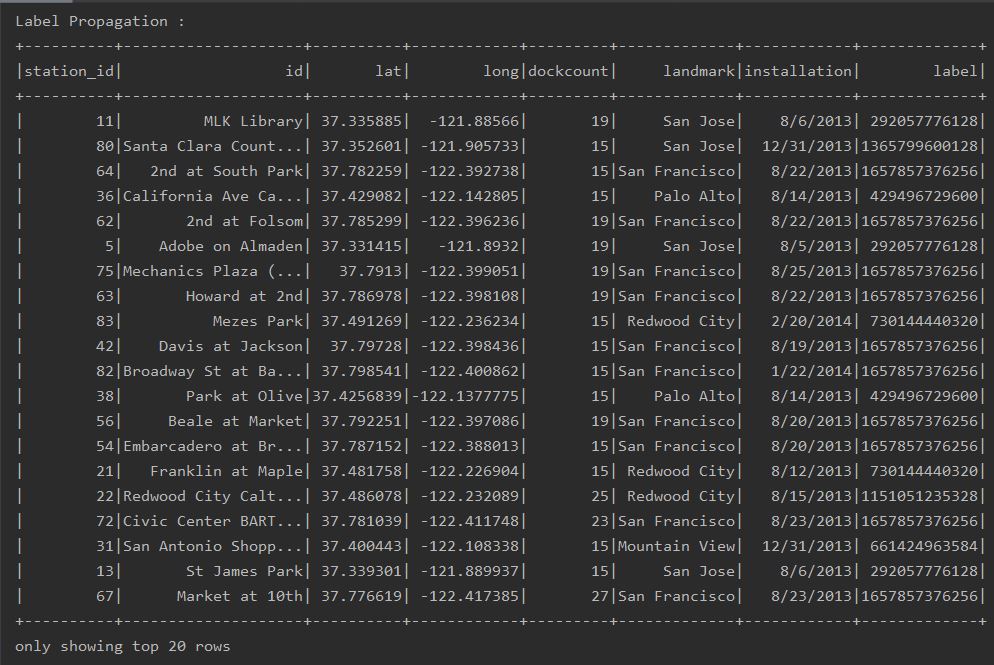 Label Propagation :
+----------+--------------------+----------+------------+---------+-------------+------------+-------------+
|station_id|                  id|       lat|        long|dockcount|     landmark|installation|        label|
+----------+--------------------+----------+------------+---------+-------------+------------+-------------+
|        11|         MLK Library| 37.335885|  -121.88566|       19|     San Jose|    8/6/2013| 292057776128|
|        80|Santa Clara Count...| 37.352601| -121.905733|       15|     San Jose|  12/31/2013|1365799600128|
|        64|   2nd at South Park| 37.782259| -122.392738|       15|San Francisco|   8/22/2013|1657857376256|
|        36|California Ave Ca...| 37.429082| -122.142805|       15|    Palo Alto|   8/14/2013| 429496729600|
|        62|       2nd at Folsom| 37.785299| -122.396236|       19|San Francisco|   8/22/2013|1657857376256|
|         5|    Adobe on Almaden| 37.331415|   -121.8932|       19|     San Jose|    8/5/2013| 292057776128|
|        75|Mechanics Plaza (...|   37.7913| -122.399051|       19|San Francisco|   8/25/2013|1657857376256|
|        63|       Howard at 2nd| 37.786978| -122.398108|       19|San Francisco|   8/22/2013|1657857376256|
|        83|          Mezes Park| 37.491269| -122.236234|       15| Redwood City|   2/20/2014| 730144440320|
|        42|    Davis at Jackson|  37.79728| -122.398436|       15|San Francisco|   8/19/2013|1657857376256|
|        82|Broadway St at Ba...| 37.798541| -122.400862|       15|San Francisco|   1/22/2014|1657857376256|
|        38|       Park at Olive|37.4256839|-122.1377775|       15|    Palo Alto|   8/14/2013| 429496729600|
|        56|     Beale at Market| 37.792251| -122.397086|       19|San Francisco|   8/20/2013|1657857376256|
|        54|Embarcadero at Br...| 37.787152| -122.388013|       15|San Francisco|   8/20/2013|1657857376256|
|        21|   Franklin at Maple| 37.481758| -122.226904|       15| Redwood City|   8/12/2013| 730144440320|
|        22|Redwood City Calt...| 37.486078| -122.232089|       25| Redwood City|   8/15/2013|1151051235328|
|        72|Civic Center BART...| 37.781039| -122.411748|       23|San Francisco|   8/23/2013|1657857376256|
|        31|San Antonio Shopp...| 37.400443| -122.108338|       15|Mountain View|  12/31/2013| 661424963584|
|        13|       St James Park| 37.339301| -121.889937|       15|     San Jose|    8/6/2013| 292057776128|
|        67|      Market at 10th| 37.776619| -122.417385|       27|San Francisco|   8/23/2013|1657857376256|
+----------+--------------------+----------+------------+---------+-------------+------------+-------------+
only showing top 20 rows